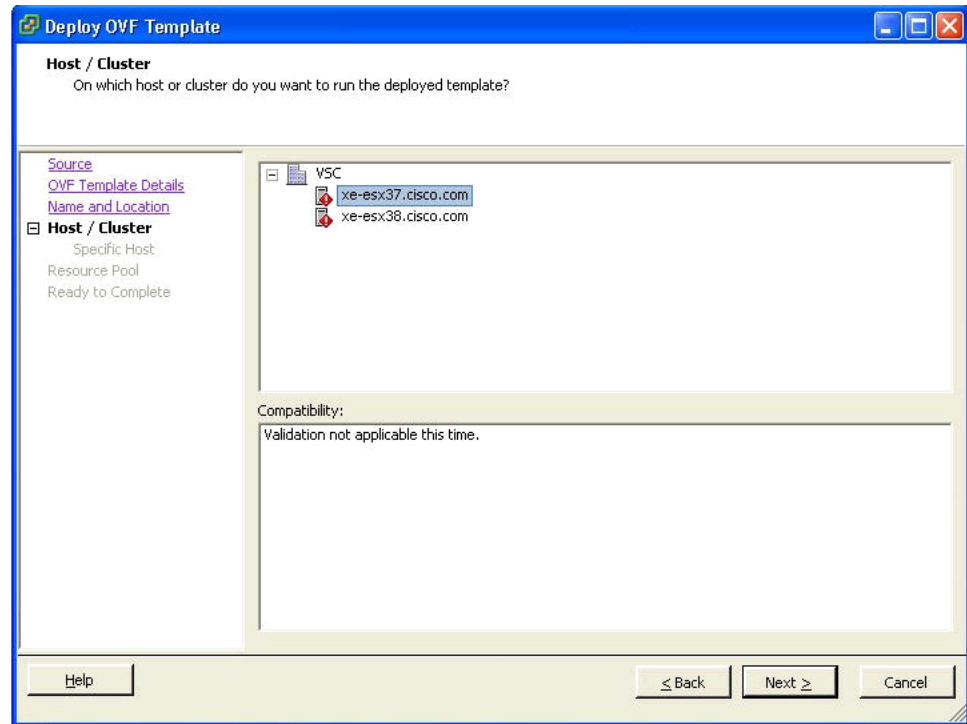 Deploy OVF Template
Host / Cluster
On which host or cluster do you want to run the deployed template?
Source
OVF Template Details
Name and Location
Host / Cluster
Specific Host
Resource Pool
Ready to Complete
VSC
xe-esx37.cisco.com
xe-esx38.cisco.com
Compatibility:
Validation not applicable this time.
Help
≤ Back
Next ≥
Cancel